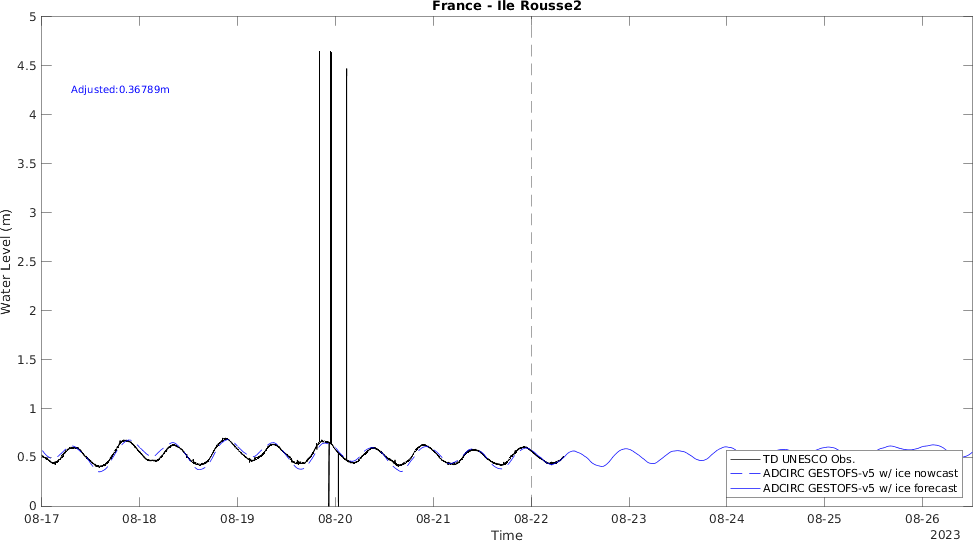 France - Ile Rousse2
Adjusted:0.36789m
Water Level (m)
5
4.5
4
3.5
3
2.5
2
1.5
1
0.5
0
08-17 08-18 08-19 08-20 08-21 08-22 08-23 08-24 08-25 08-26
Time
2023
TD UNESCO Obs.
ADCIRC GESTOFS-v5 w/ ice nowcast
ADCIRC GESTOFS-v5 w/ ice forecast